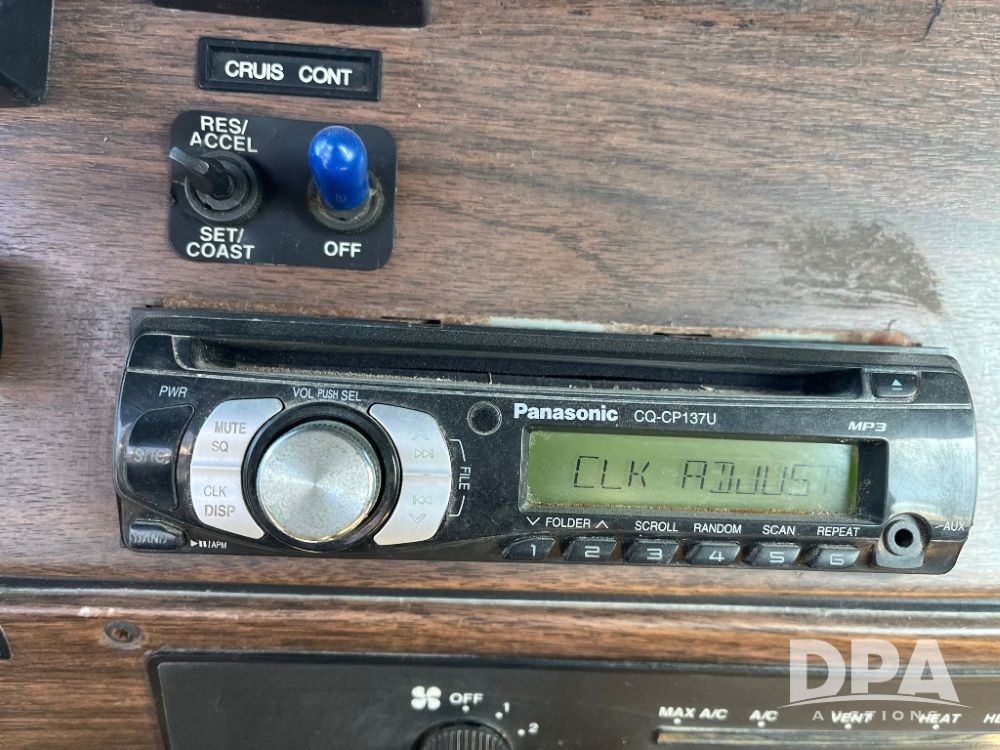 CRUIS CONT
RES/
ACCEL
SET/
COAST
OFF
PWR
VOL PUSH SEL
Panasonic CQ-CP137U
MP3
MUTE
SQ
SRC
FILE
CLK ADJUST
CLK
DISP
BAND
/APM
FOLDER SCROLL RANDOM SCAN REPEAT
AUX
1 2 3 4 5 6
OFF
1
2
MAX A/C A/C VENT HEAT
DPA
AUCTIONS